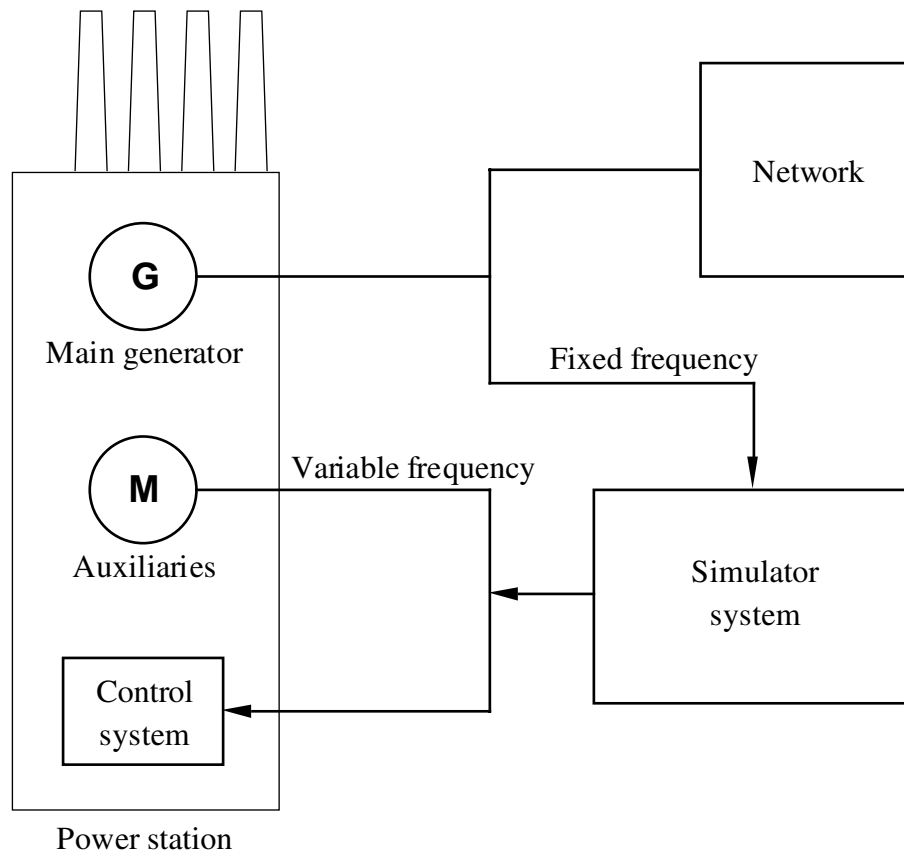 Network
G
Main generator
Fixed frequency
Variable frequency
M
Auxiliaries
Simulator
system
Control
system
Power station